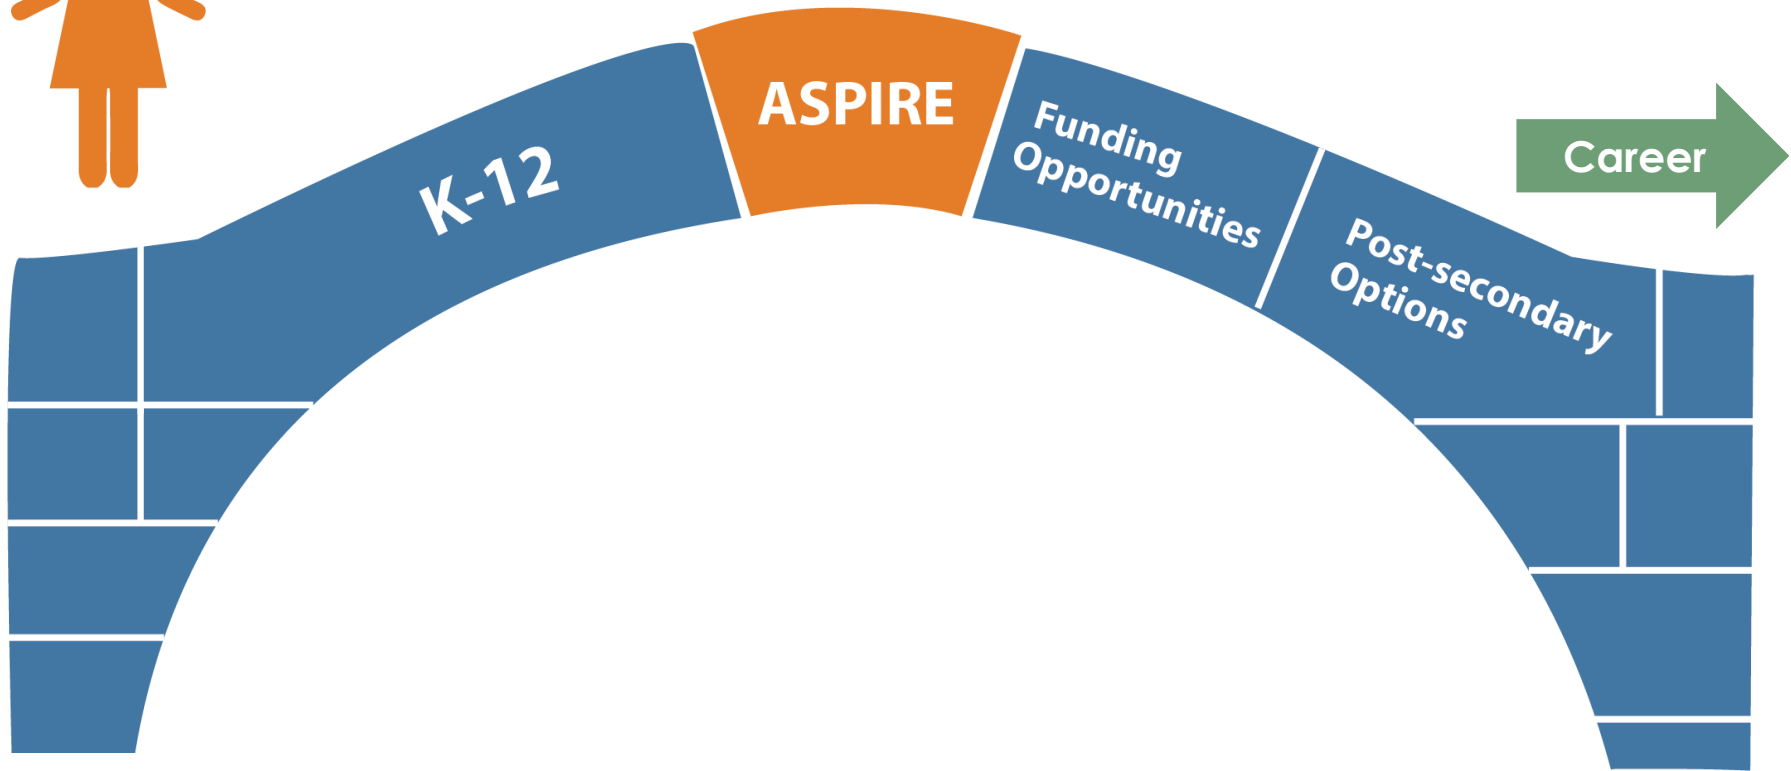 K-12
ASPIRE
Funding
Opportunities
Post-secondary
Options
Career